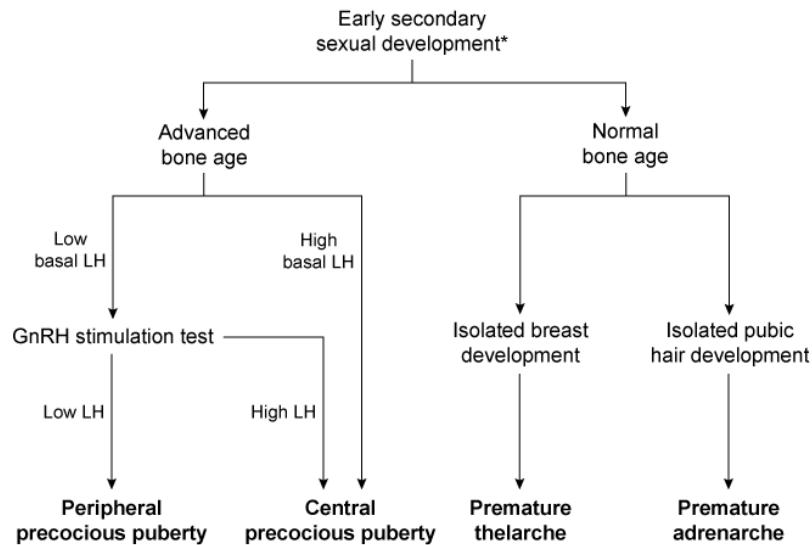 Early secondary
sexual development*
Advanced
bone age
Normal
bone age
Low
basal LH
High
basal LH
GnRH stimulation test
Isolated breast
development
Isolated pubic
hair development
Low LH
High LH
Peripheral
precocious puberty
Central
precocious puberty
Premature
thelarche
Premature
adrenarche